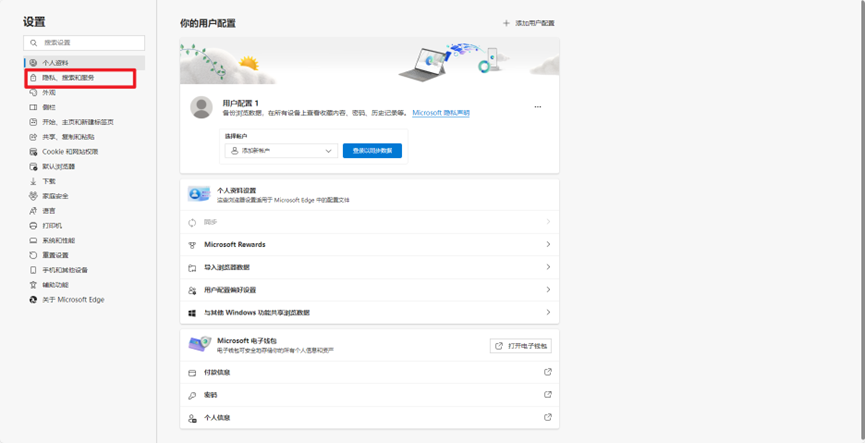 设置
搜索设置
个人资料
隐私、搜索和服务
外观
侧栏
开始、主页和新建标签页
共享、复制和粘贴
Cookie 和网站权限
默认浏览器
下载
家庭安全
语言
打印机
系统和性能
重置设置
手机和其他设备
辅助功能
关于 Microsoft Edge
你的用户配置
添加用户配置
用户配置 1
备份浏览数据、在所有设备上查看收藏内容、密码、历史记录等。 Microsoft 隐私声明
选择帐户
添加新帐户
登录以同步数据
个人资料设置
这些浏览器设置适用于 Microsoft Edge 中的配置文件
同步
Microsoft Rewards
导入浏览器数据
用户配置偏好设置
与其他 Windows 功能共享浏览数据
Microsoft 电子钱包
电子钱包可安全地存储你的所有个人信息和资产
打开电子钱包
付款信息
密码
个人信息